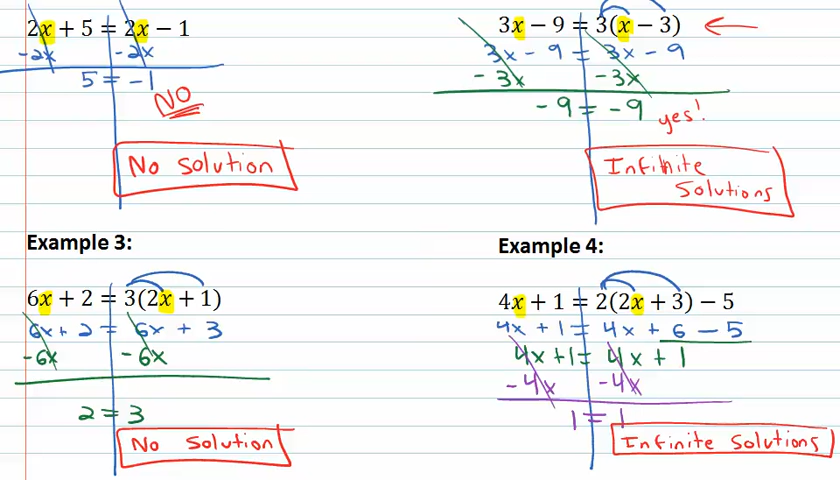 2x + 5 = 2x − 1
-2x -2x
5 = -1
NO
No Solution
3x − 9 = 3(x − 3)
3x - 9 = 3x - 9
- 3x -3x
-9 = -9
yes!
Infinite
Solutions
Example 3:
6x + 2 = 3(2x + 1)
6x + 2 = 6x + 3
-6x -6x
2 = 3
No Solution
Example 4:
4x + 1 = 2(2x + 3) − 5
4x + 1 = 4x + 6 - 5
4x + 1 = 4x + 1
-4x -4x
1 = 1
Infinite Solutions